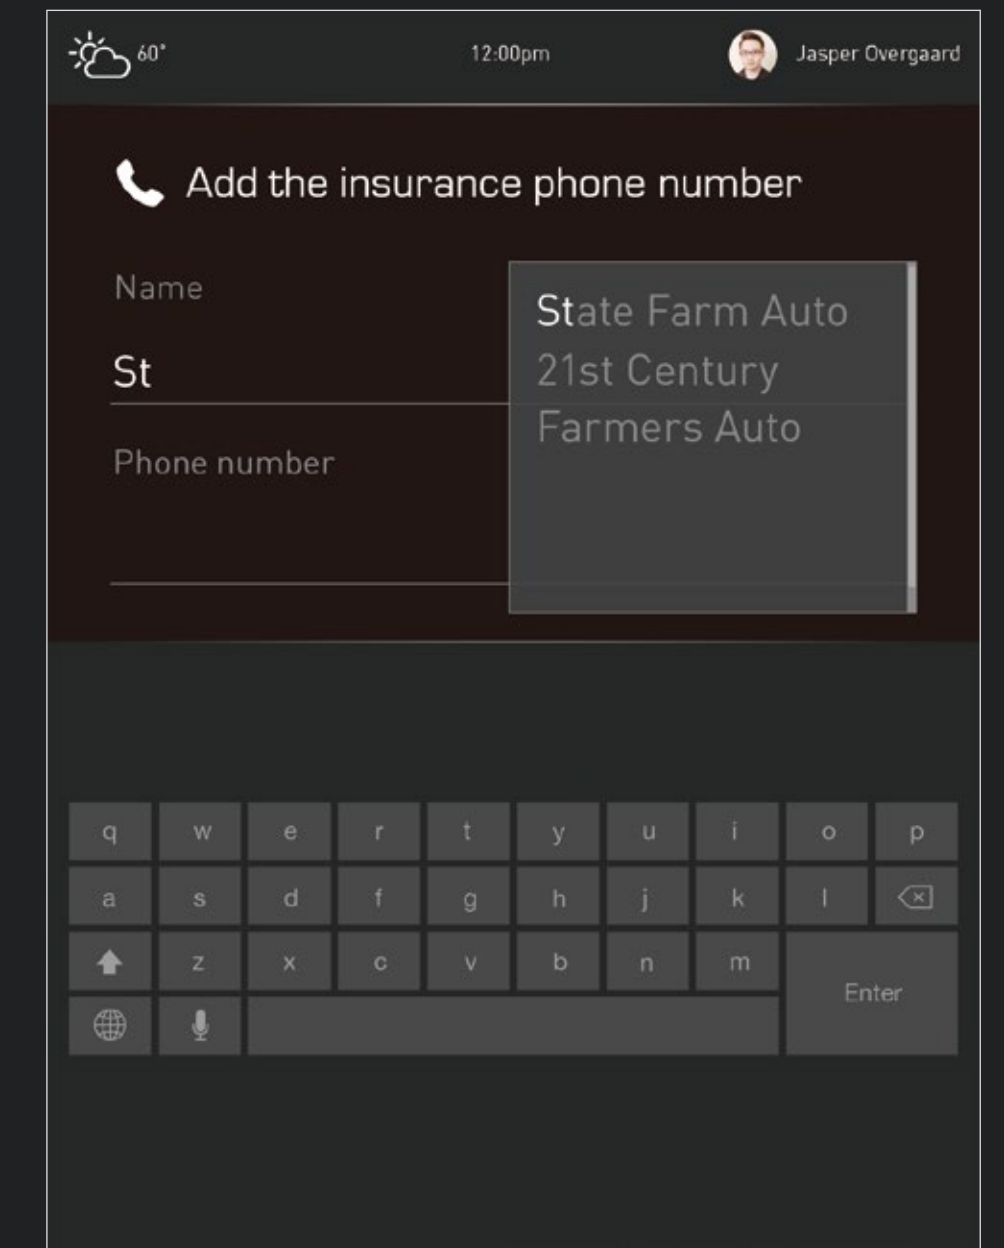 60°
12:00pm
Jasper Overgaard
Add the insurance phone number
Name
St
State Farm Auto
21st Century
Farmers Auto
Phone number
q w e r t y u i o p
a s d f g h j k l
z x c v b n m
Enter